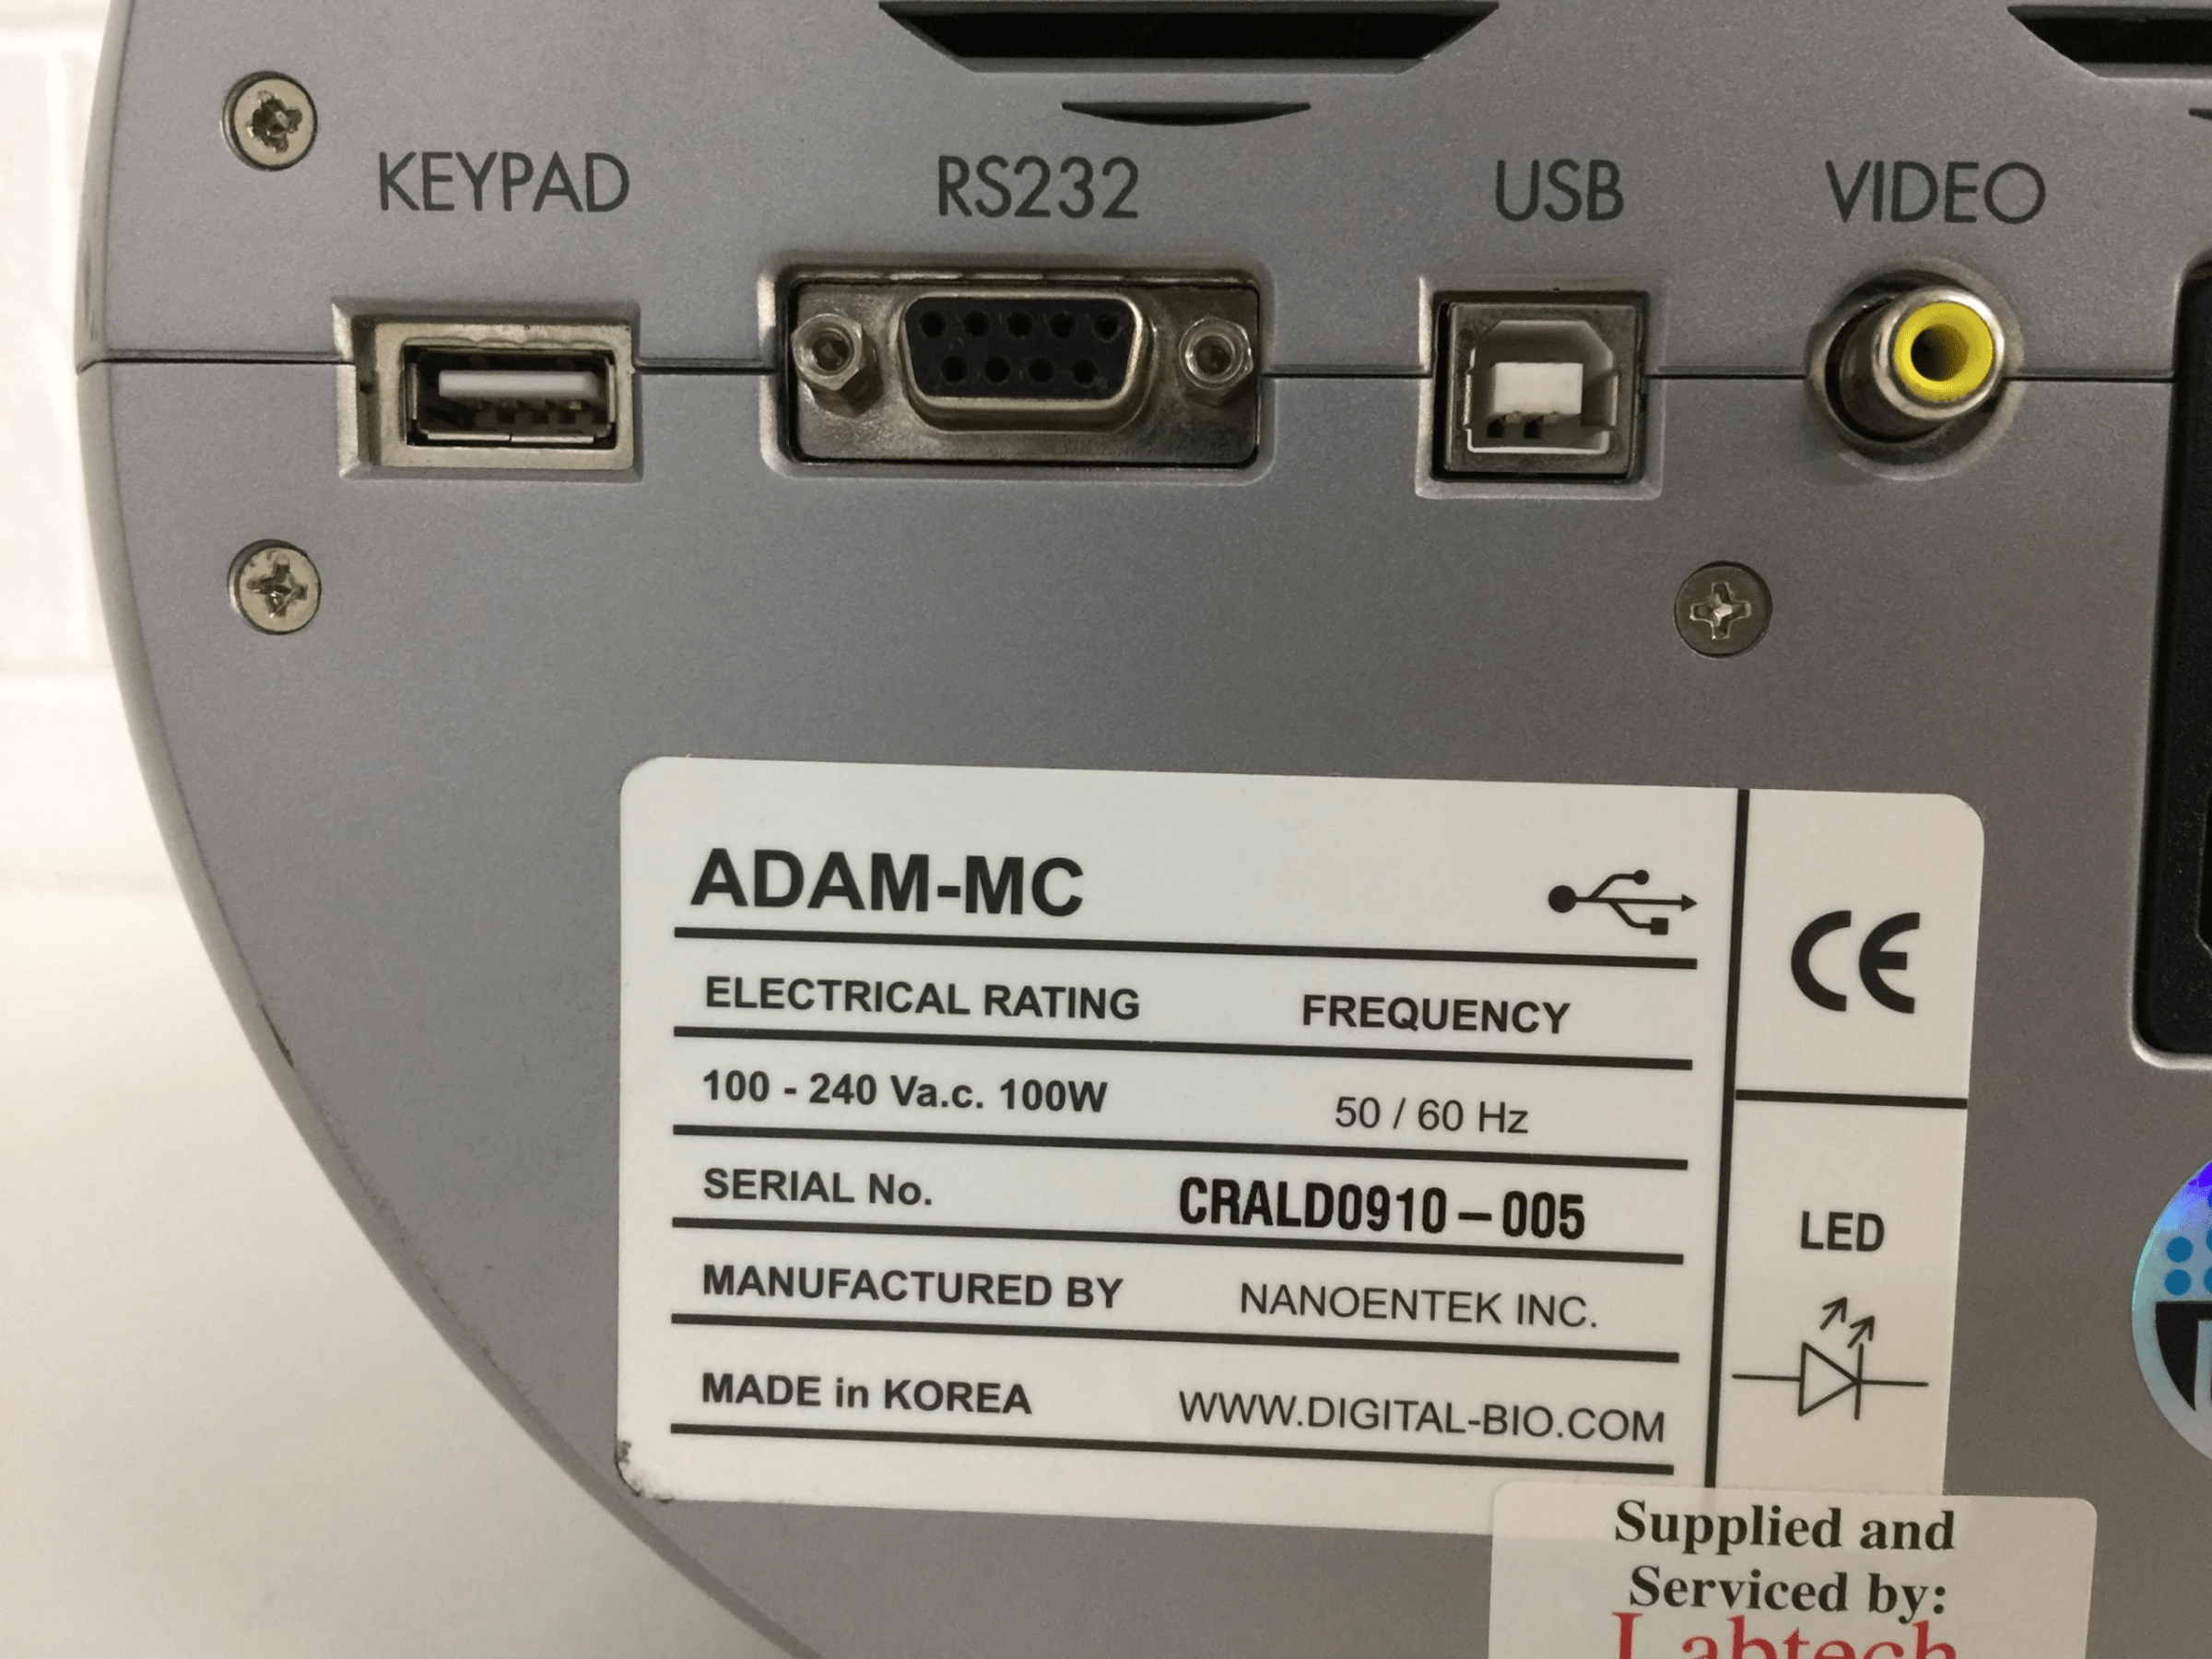 KEYPAD RS232 USB VIDEO
ADAM-MC
CE
ELECTRICAL RATING FREQUENCY
100 - 240 Va.c. 100W 50 / 60 Hz
SERIAL No. CRALD0910-005
LED
MANUFACTURED BY NANOENTEK INC.
MADE in KOREA WWW.DIGITAL-BIO.COM
Supplied and
Serviced by:
Labtech